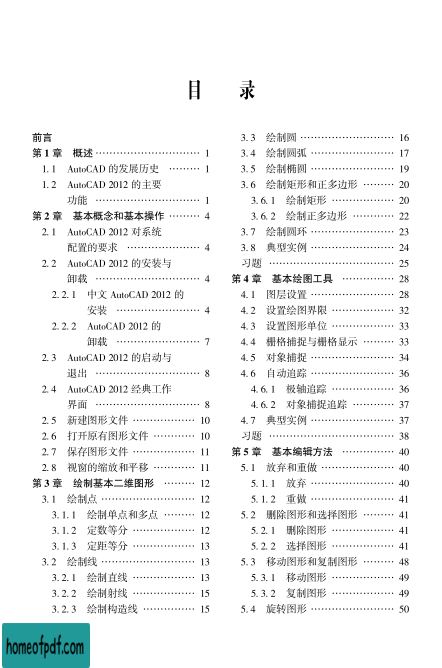 目 录
前言
第 1 章 概述 ………………………… 1
1. 1 AutoCAD 的发展历史 ……… 1
1. 2 AutoCAD 2012 的主要
功能 ………………………… 1
第 2 章 基本概念和基本操作 ……… 4
2. 1 AutoCAD 2012 对系统
配置的要求 ………………… 4
2. 2 AutoCAD 2012 的安装与
卸载 ………………………… 4
2. 2. 1 中文 AutoCAD 2012 的
安装 …………………… 4
2. 2. 2 AutoCAD 2012 的
卸载 …………………… 7
2. 3 AutoCAD 2012 的启动与
退出 ………………………… 8
2. 4 AutoCAD 2012 经典工作
界面 ………………………… 8
2. 5 新建图形文件 ……………… 10
2. 6 打开原有图形文件 ………… 10
2. 7 保存图形文件 ……………… 11
2. 8 视窗的缩放和平移 ………… 11
第 3 章 绘制基本二维图形 ……… 12
3. 1 绘制点 ……………………… 12
3. 1. 1 绘制单点和多点 ……… 12
3. 1. 2 定数等分 ……………… 12
3. 1. 3 定距等分 ……………… 13
3. 2 绘制线 ……………………… 13
3. 2. 1 绘制直线 ……………… 13
3. 2. 2 绘制射线 ……………… 15
3. 2. 3 绘制构造线 …………… 15
3. 3 绘制圆 ……………………… 16
3. 4 绘制圆弧 …………………… 17
3. 5 绘制椭圆 …………………… 19
3. 6 绘制矩形和正多边形 ……… 20
3. 6. 1 绘制矩形 ……………… 20
3. 6. 2 绘制正多边形 ………… 22
3. 7 绘制圆环 …………………… 23
3. 8 典型实例 …………………… 24
习题 ……………………………… 25
第 4 章 基本绘图工具 …………… 28
4. 1 图层设置 …………………… 28
4. 2 设置绘图界限 ……………… 32
4. 3 设置图形单位 ……………… 33
4. 4 栅格捕捉与栅格显示 ……… 33
4. 5 对象捕捉 …………………… 34
4. 6 自动追踪 …………………… 36
4. 6. 1 极轴追踪 ……………… 36
4. 6. 2 对象捕捉追踪 ………… 37
4. 7 典型实例 …………………… 37
习题 ……………………………… 38
第 5 章 基本编辑方法 …………… 40
5. 1 放弃和重做 ………………… 40
5. 1. 1 放弃 …………………… 40
5. 1. 2 重做 …………………… 41
5. 2 删除图形和选择图形 ……… 41
5. 2. 1 删除图形 ……………… 41
5. 2. 2 选择图形 ……………… 41
5. 3 移动图形和复制图形 ……… 48
5. 3. 1 移动图形 ……………… 49
5. 3. 2 复制图形 ……………… 49
5. 4 旋转图形 …………………… 50
homeofpdf.com